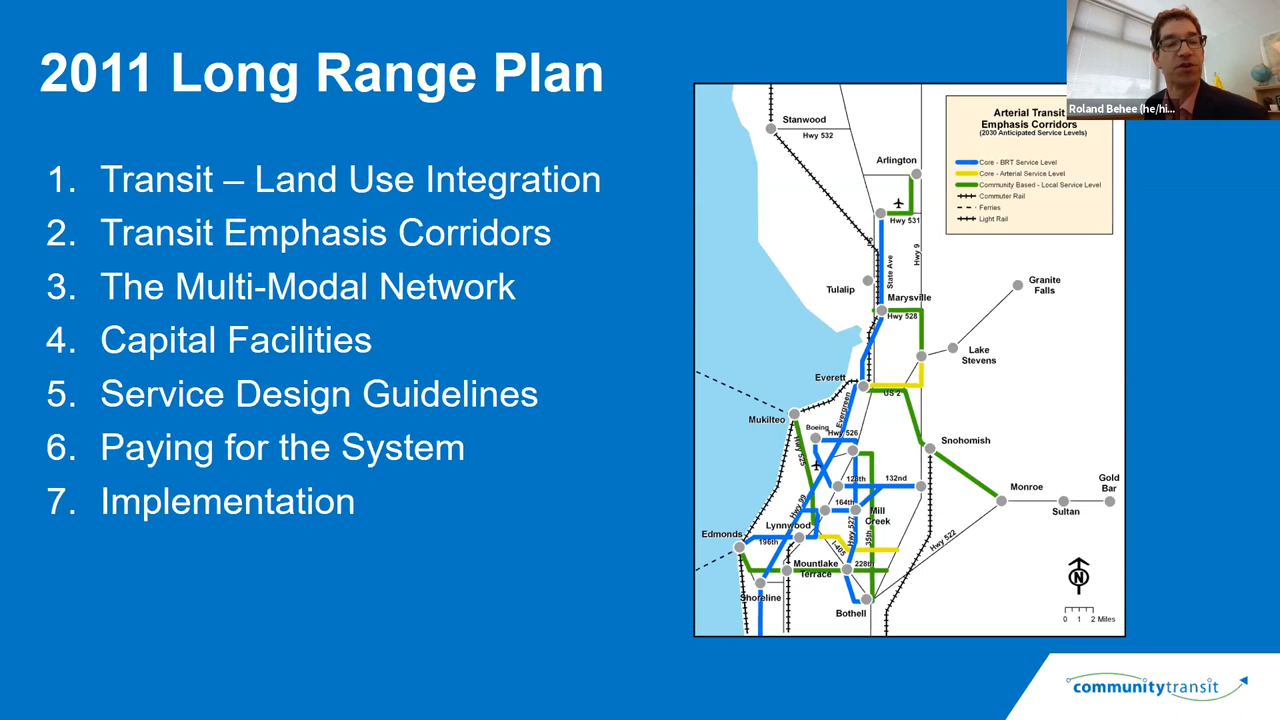 2011 Long Range Plan
1. Transit – Land Use Integration
2. Transit Emphasis Corridors
3. The Multi-Modal Network
4. Capital Facilities
5. Service Design Guidelines
6. Paying for the System
7. Implementation
Roland Behee (he/hi...
Arterial Transit
Emphasis Corridors
(2030 Anticipated Service Levels)
Core - BRT Service Level
Core - Arterial Service Level
Community Based - Local Service Level
Commuter Rail
Ferries
Light Rail
Stanwood
Hwy 532
Arlington
Hwy 531
Hwy 9
State Ave
Tulalip
Marysville
Hwy 528
Granite
Falls
Lake
Stevens
Everett
US 2
Evergreen
Mukilteo
Boeing
Hwy 526
Hwy 525
Snohomish
128th
132nd
Monroe
Gold
Bar
Sultan
Hwy 99
164th
Mill
Creek
Hwy 527
35th
Lynnwood
Edmonds
196th
I-405
Hwy 522
Mountlake
Terrace
228th
Shoreline
Bothell
N
0 1 2 Miles
communitytransit